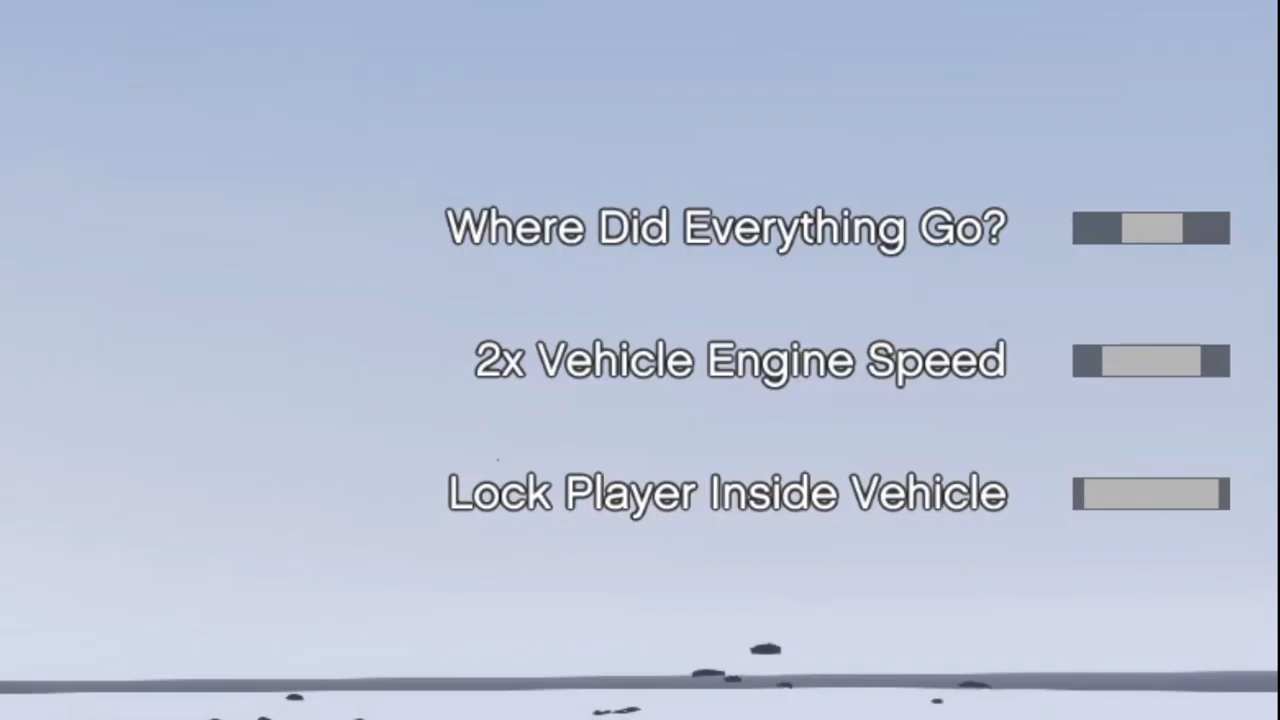 Where Did Everything Go?
2x Vehicle Engine Speed
Lock Player Inside Vehicle